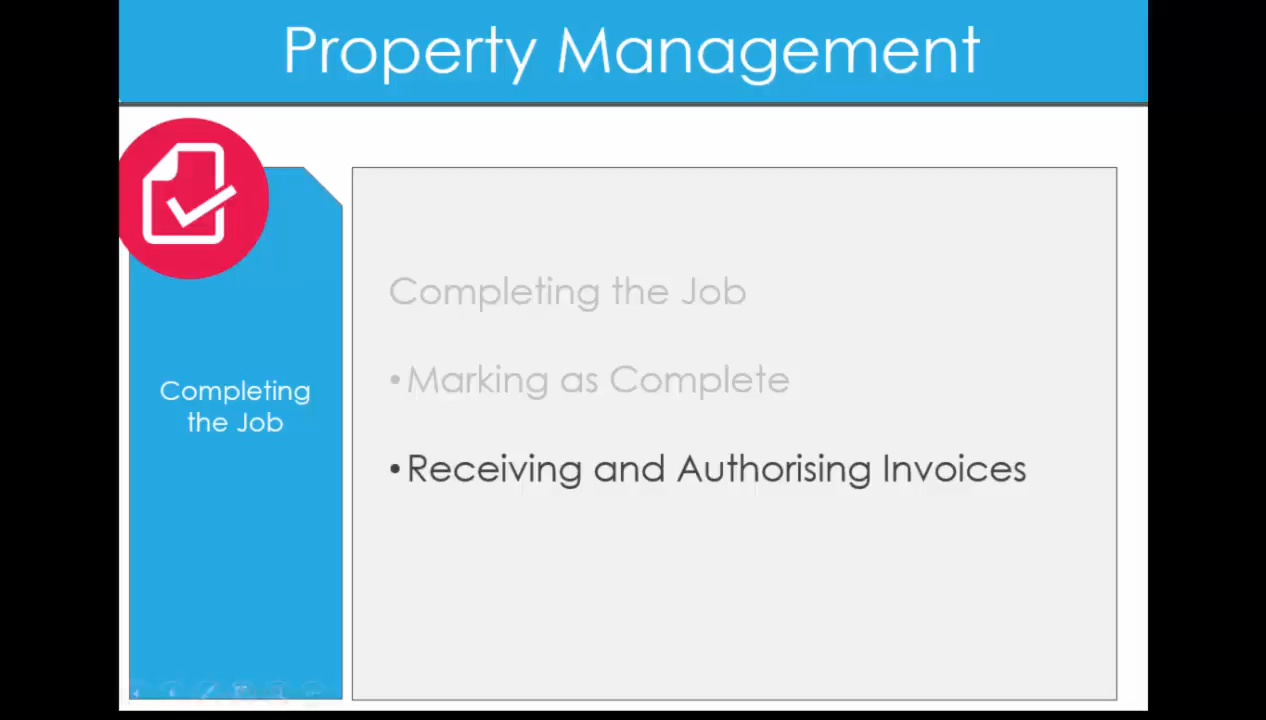 Property Management
Completing the Job
• Marking as Complete
• Receiving and Authorising Invoices
Completing
the Job